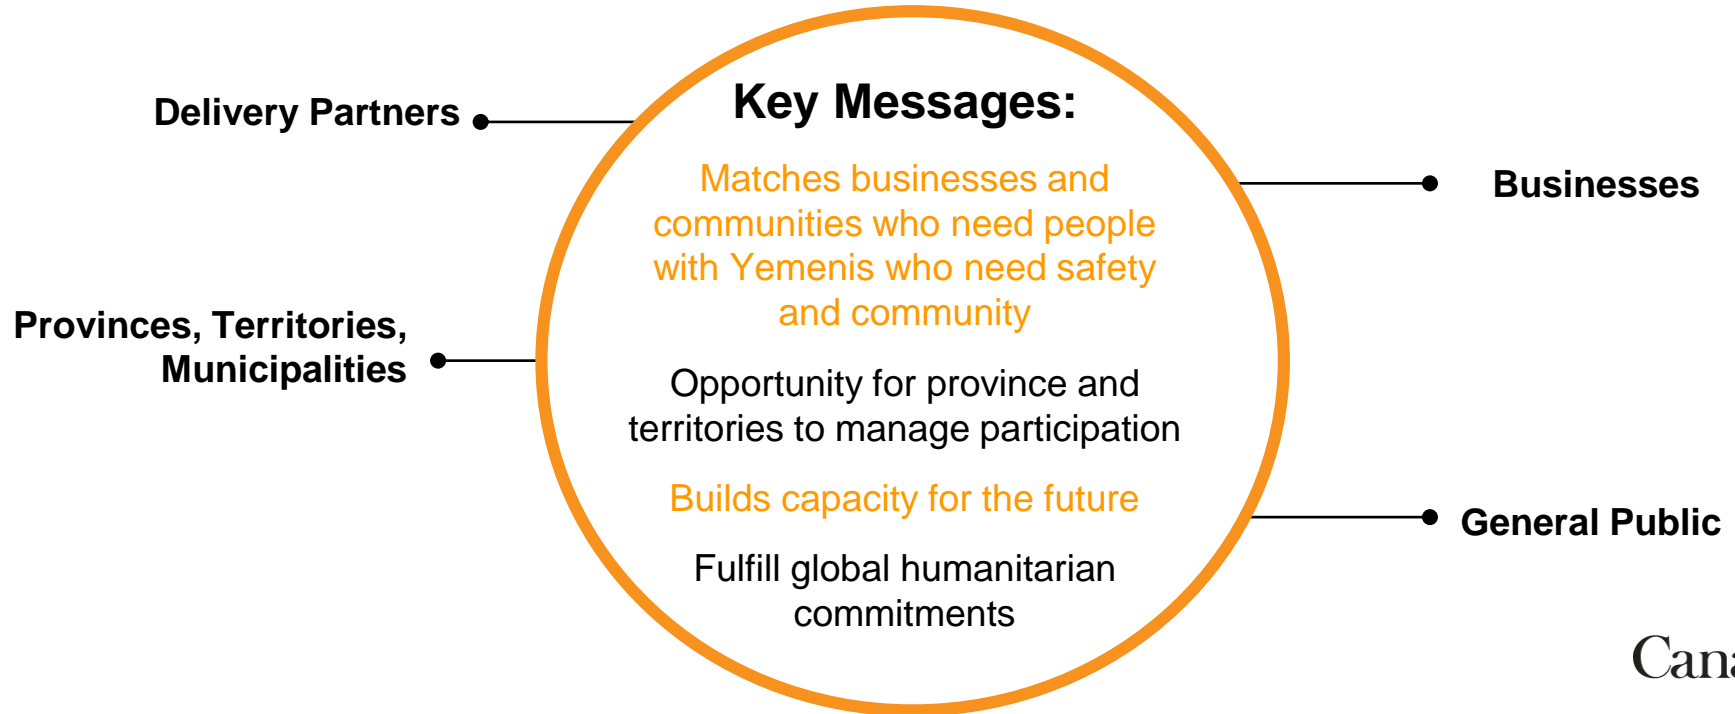 Delivery Partners
Provinces, Territories,
Municipalities
Key Messages:
Matches businesses and
communities who need people
with Yemenis who need safety
and community
Opportunity for province and
territories to manage participation
Builds capacity for the future
Fulfill global humanitarian
commitments
Businesses
General Public